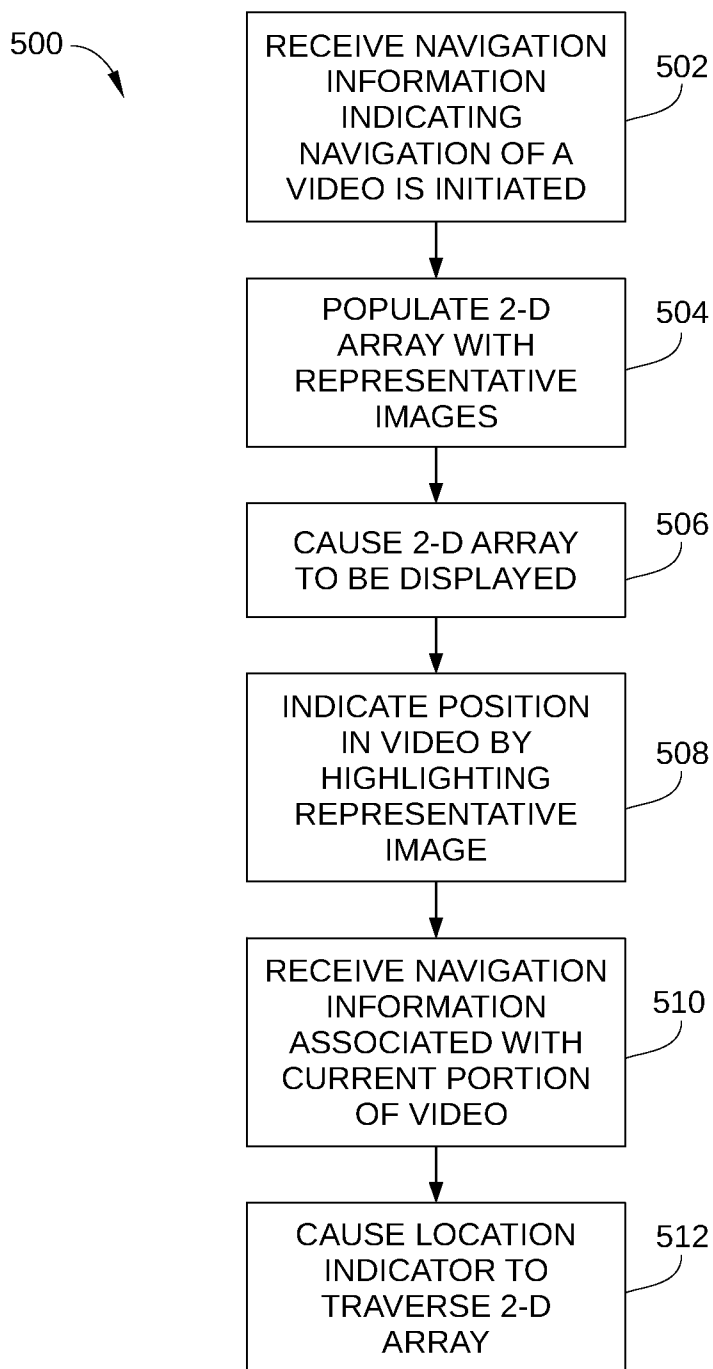 500
RECEIVE NAVIGATION
INFORMATION
INDICATING
NAVIGATION OF A
VIDEO IS INITIATED
502
POPULATE 2-D
ARRAY WITH
REPRESENTATIVE
IMAGES
504
CAUSE 2-D ARRAY
TO BE DISPLAYED
506
INDICATE POSITION
IN VIDEO BY
HIGHLIGHTING
REPRESENTATIVE
IMAGE
508
RECEIVE NAVIGATION
INFORMATION
ASSOCIATED WITH
CURRENT PORTION
OF VIDEO
510
CAUSE LOCATION
INDICATOR TO
TRAVERSE 2-D
ARRAY
512